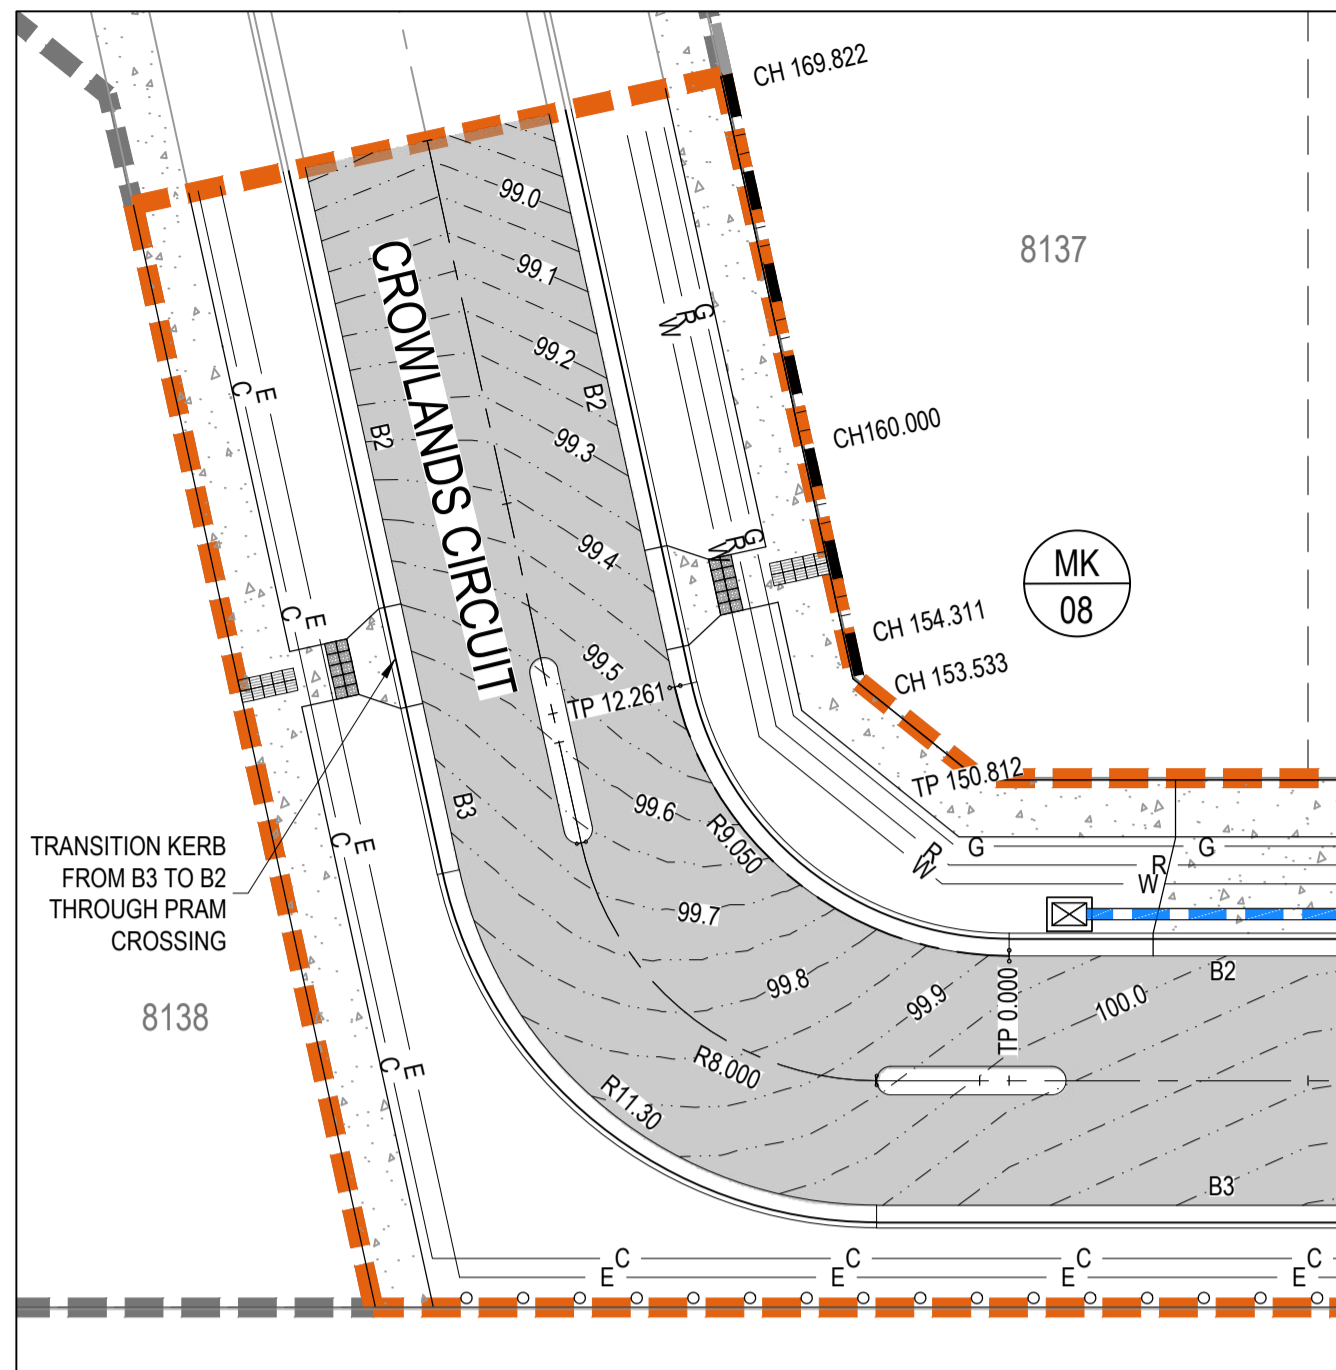 CH 169.822
99.0
8137
99.1
CROWLANDS CIRCUIT
G
R
W
99.2
B2
C
E
B2
CH160.000
99.3
99.4
G
R
W
MK
08
C
E
CH 154.311
99.5
CH 153.533
TP 12.261
TP 150.812
B3
99.6
R9.050
TRANSITION KERB
FROM B3 TO B2
THROUGH PRAM
CROSSING
C
E
G
R
W
G
R
W
99.7
99.8
99.9
TP 0.000
100.0
B2
8138
C
E
R8.000
R11.30
B3
C
E
C
E
C
E
C
E